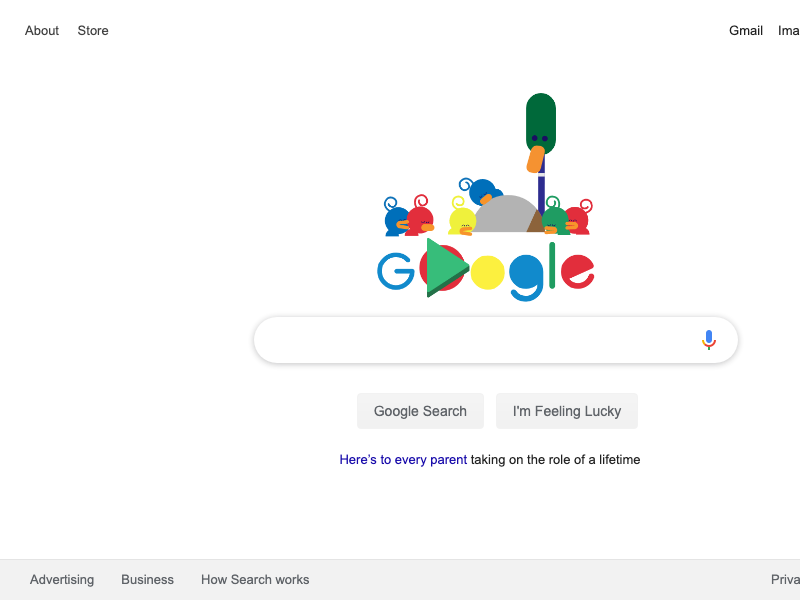 About Store Gmail Ima
Google
Google Search I'm Feeling Lucky
Here's to every parent taking on the role of a lifetime
Advertising Business How Search works Priva